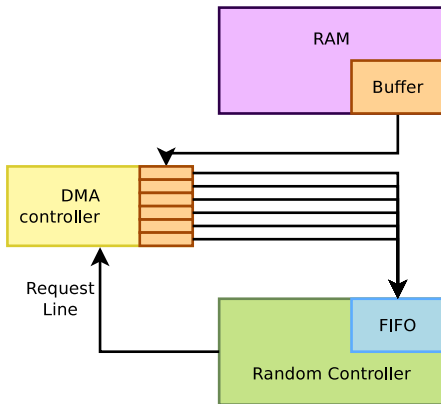 RAM
Buffer
DMA
controller
Request
Line
FIFO
Random Controller